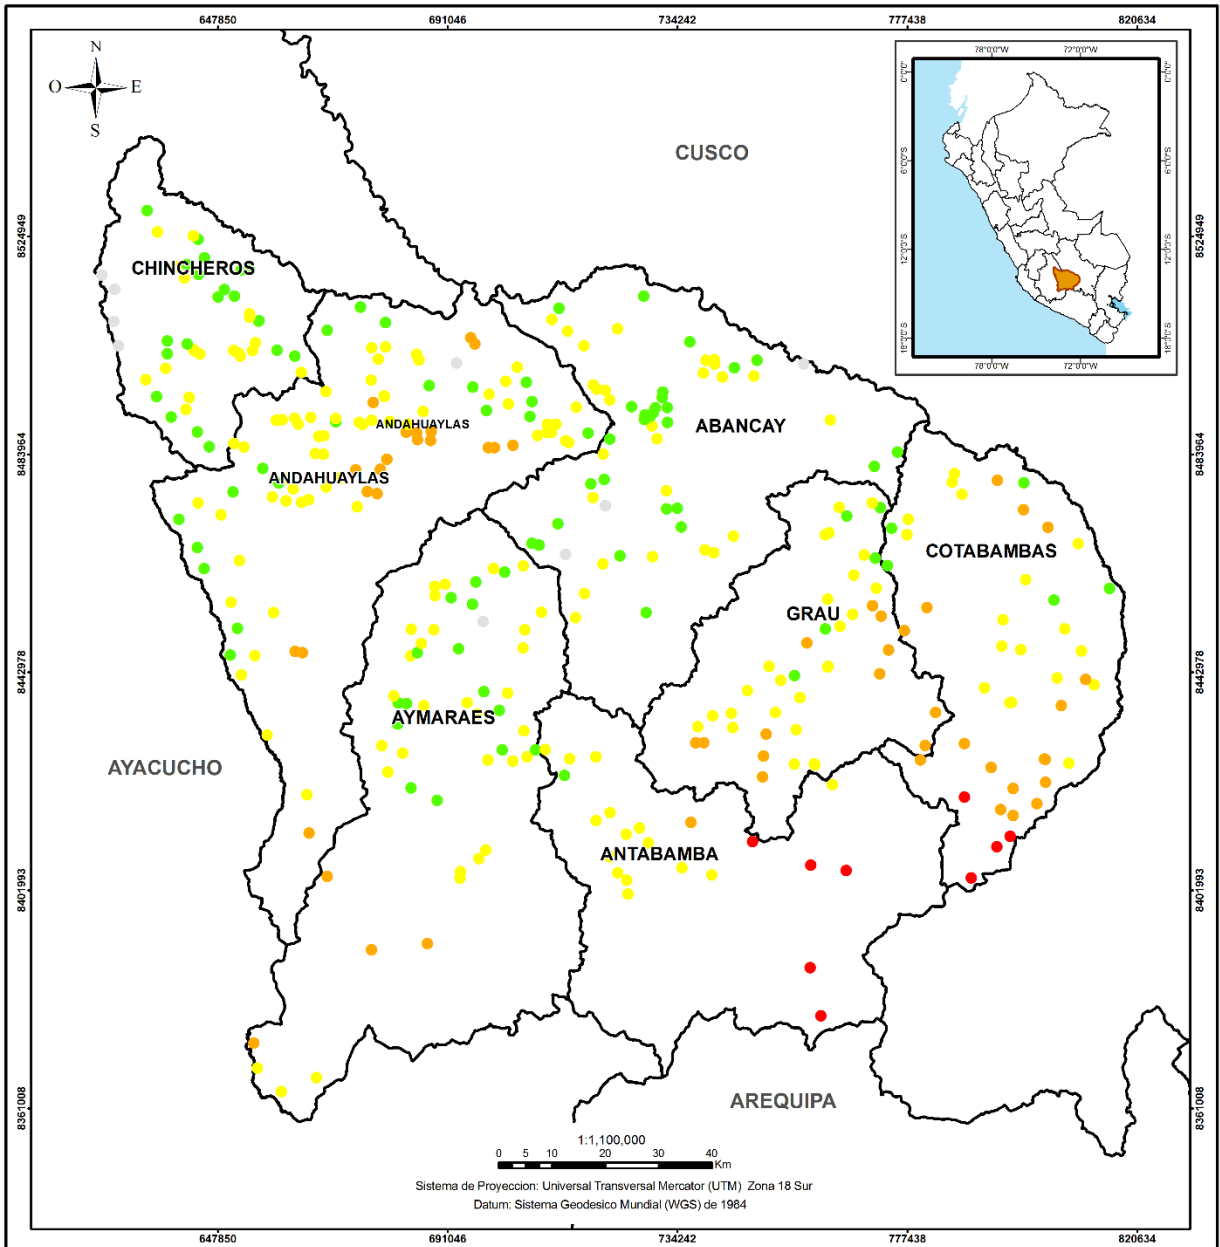 647850 691046 734242 777438 820634
N
O E
S
78°0'0"W 72°0'0"W
0°0'0" 0°0'0"
6°0'0"S 6°0'0"S
12°0'0"S 12°0'0"S
18°0'0"S 18°0'0"S
78°0'0"W 72°0'0"W
CUSCO
8524949 8524949
CHINCHEROS
ANDAHUAYLAS
ABANCAY
8483964 8483964
ANDAHUAYLAS
COTABAMBAS
GRAU
8442978 8442978
AYMARAES
AYACUCHO
ANTABAMBA
8401993 8401993
AREQUIPA
8361008 8361008
1:1,100,000
0 5 10 20 30 40
Km
Sistema de Proyeccion: Universal Transversal Mercator (UTM) Zona 18 Sur
Datum: Sistema Geodesico Mundial (WGS) de 1984
647850 691046 734242 777438 820634